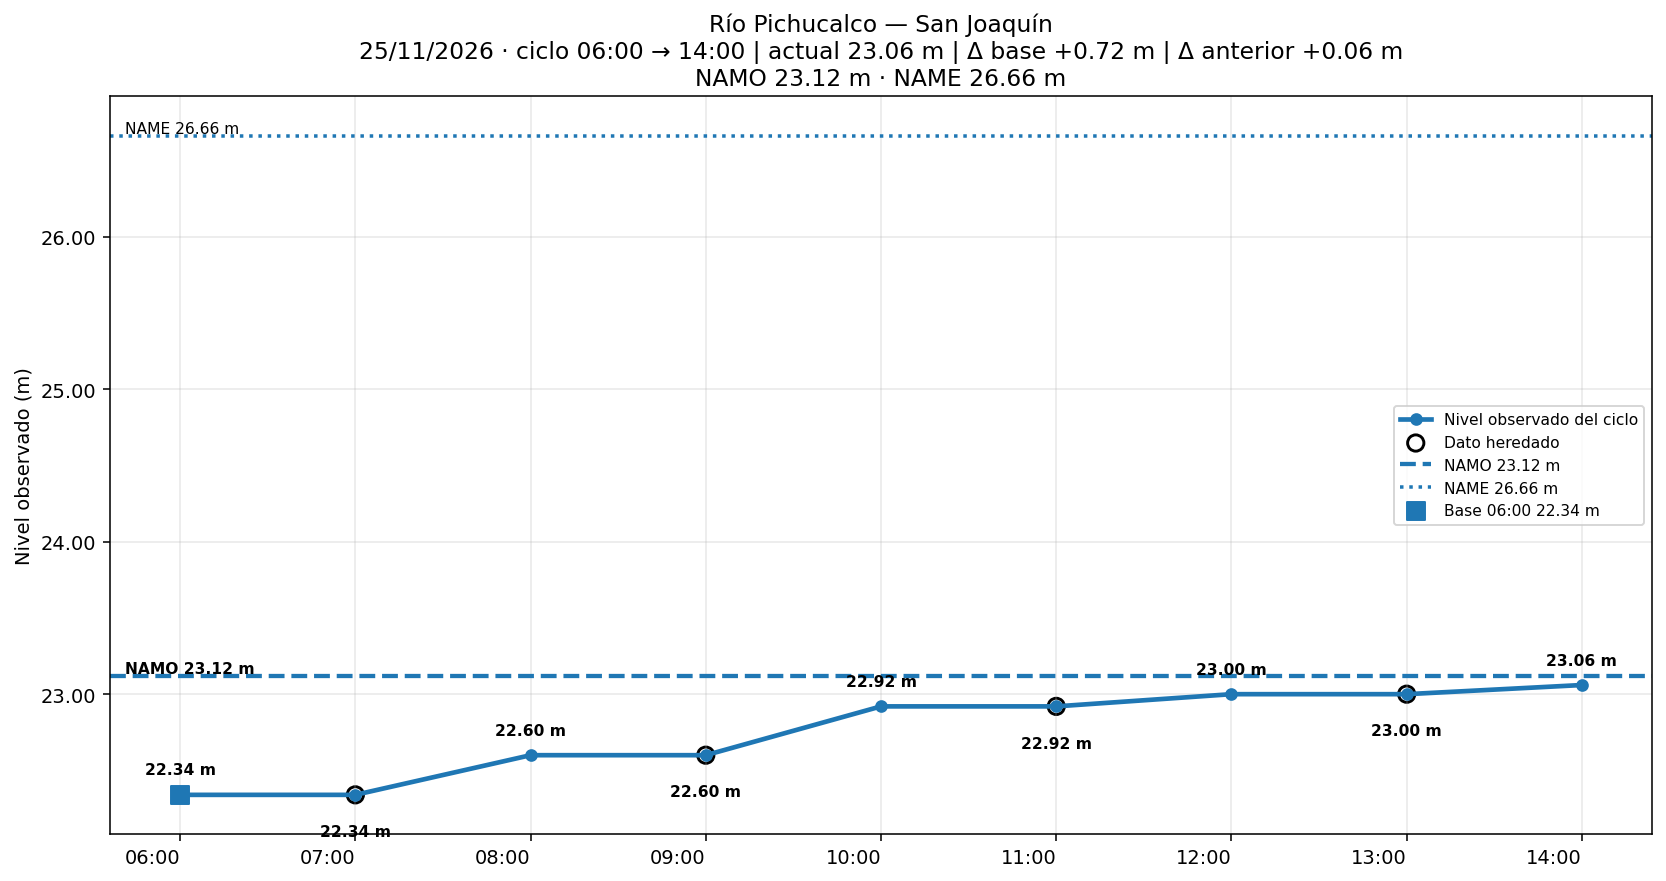 Río Pichucalco — San Joaquín
25/11/2026 · ciclo 06:00 → 14:00 | actual 23.06 m | Δ base +0.72 m | Δ anterior +0.06 m
NAMO 23.12 m · NAME 26.66 m
NAME 26.66 m
26.00
25.00
24.00
23.00
Nivel observado (m)
Nivel observado del ciclo
Dato heredado
NAMO 23.12 m
NAME 26.66 m
Base 06:00 22.34 m
NAMO 23.12 m
22.34 m
22.34 m
22.60 m
22.60 m
22.92 m
22.92 m
23.00 m
23.00 m
23.06 m
06:00
07:00
08:00
09:00
10:00
11:00
12:00
13:00
14:00